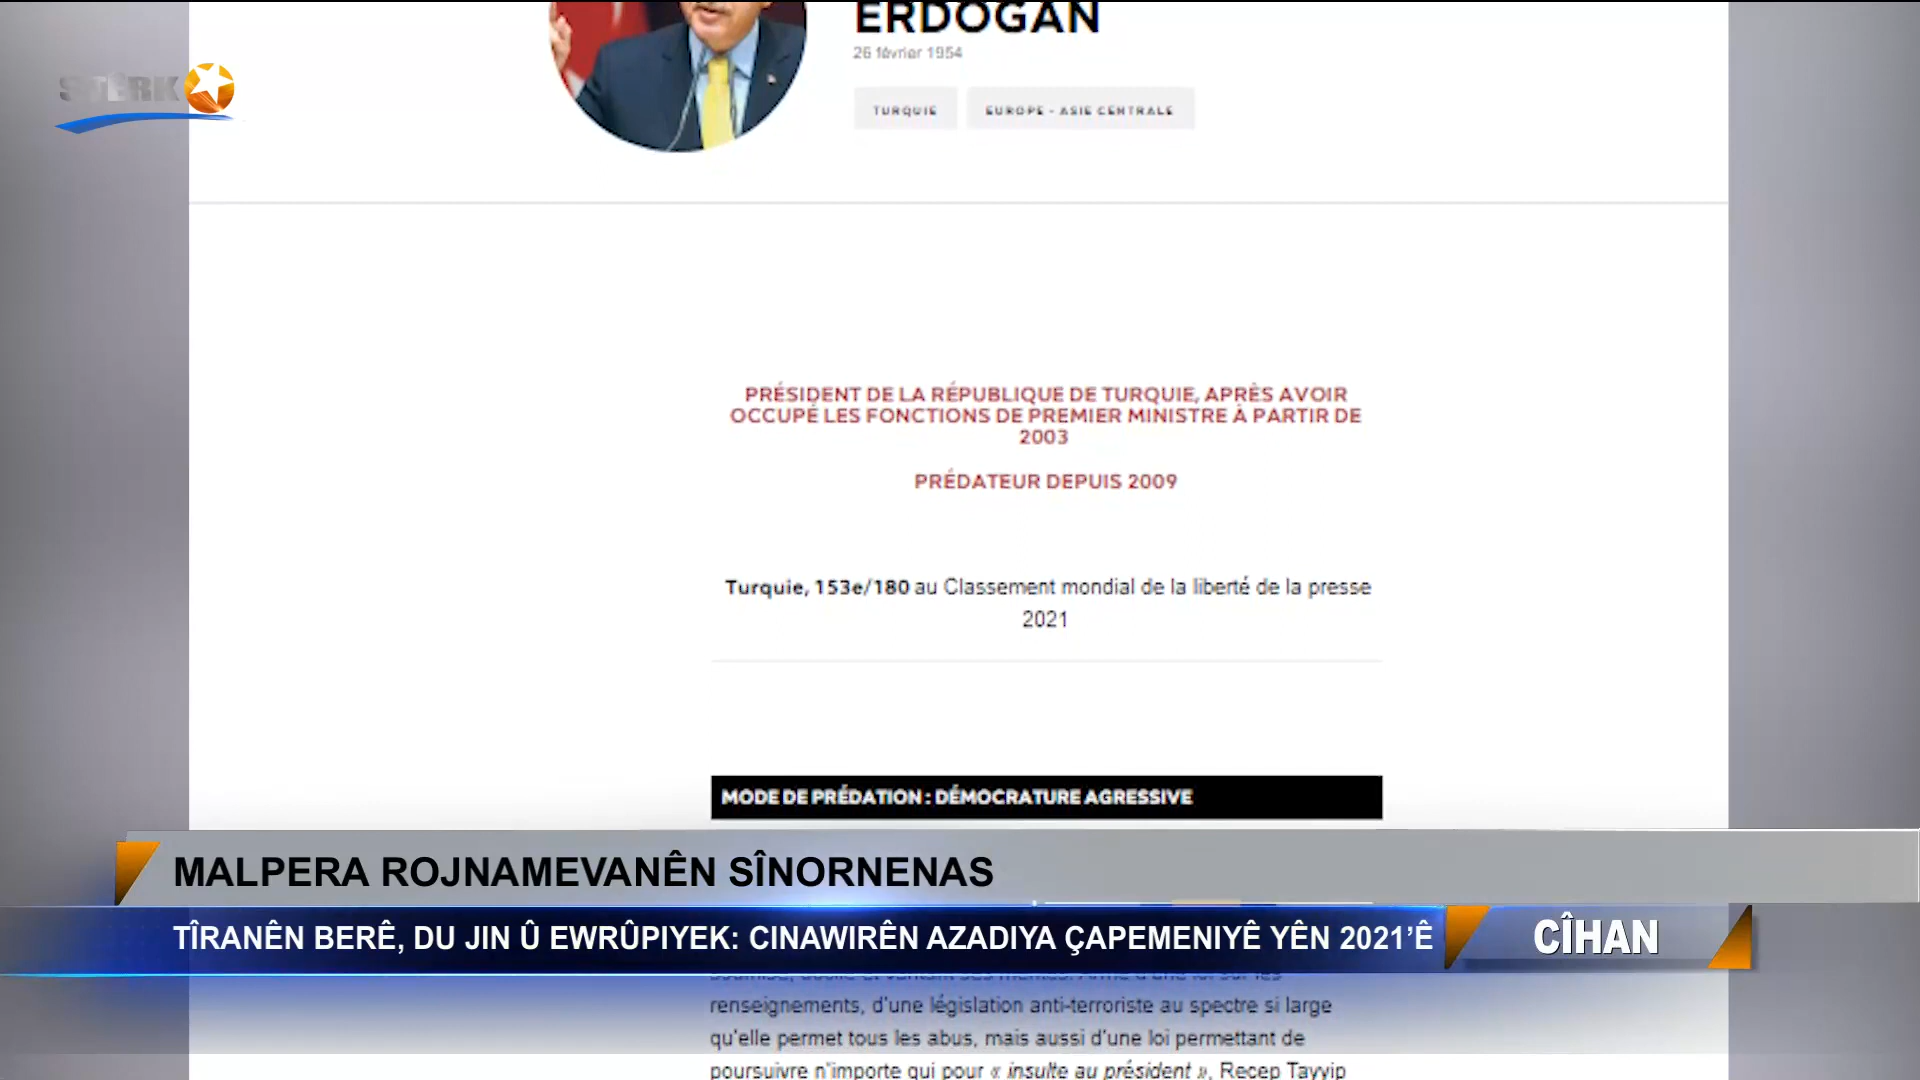 ERDOGAN
26 février 1954
STÊRK
TURQUIE
EUROPE - ASIE CENTRALE
PRÉSIDENT DE LA RÉPUBLIQUE DE TURQUIE, APRÈS AVOIR
OCCUPÉ LES FONCTIONS DE PREMIER MINISTRE À PARTIR DE
2003
PRÉDATEUR DEPUIS 2009
Turquie, 153e/180 au Classement mondial de la liberté de la presse
2021
MODE DE PRÉDATION : DÉMOCRATURE AGRESSIVE
MALPERA ROJNAMEVANÊN SÎNORNENAS
TÎRANÊN BERÊ, DU JIN Û EWRÛPIYEK: CINAWIRÊN AZADIYA ÇAPEMENIYÊ YÊN 2021’Ê
CÎHAN
renseignements, d'une législation anti-terroriste au spectre si large
qu'elle permet tous les abus, mais aussi d'une loi permettant de
poursuivre n'importe qui pour « insulte au président », Recep Tayyip